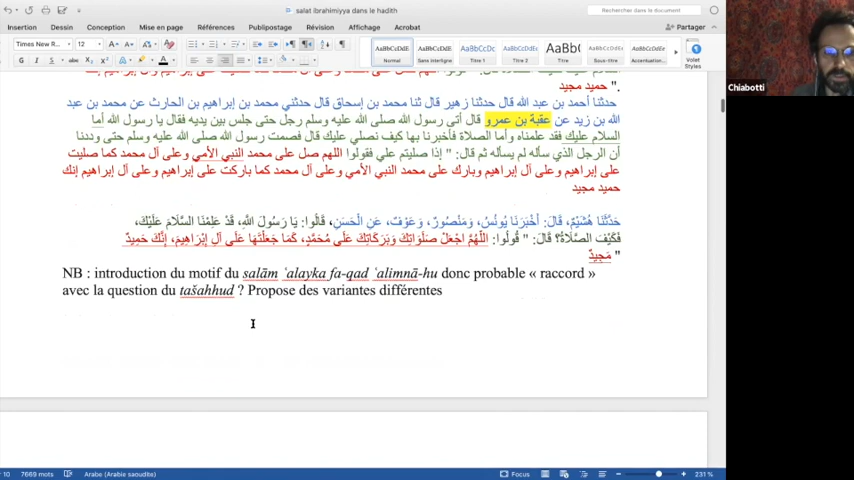 salat ibrahimiyya dans le hadith
Rechercher dans le document
Insertion Dessin Conception Mise en page Références Publipostage Révision Affichage Acrobat Partager
Times New R... 12
AaBbCcDdE AaBbCcDdE AaBbCcDc AaBbCcDdE AaBbC AaBbCcDdE AaBbCcDdE
Normal Sans interligne Titre 1 Titre 2 Titre Sous-titre Accentuation... Volet
Styles
Chiabotti
حميد مجيد ".
حدثنا أحمد بن عبد الله قال حدثنا زهير قال ثنا محمد بن إسحاق قال حدثني محمد بن إبراهيم بن الحارث عن محمد بن عبد
الله بن زيد عن عقبة بن عمرو قال أتى رسول الله صلى الله عليه وسلم رجل حتى جلس بين يديه فقال يا رسول الله أما
السلام عليك فقد علمناه وأما الصلاة فأخبرنا بها كيف نصلي عليك قال فصمت رسول الله صلى الله عليه وسلم حتى وددنا
أن الرجل الذي سأله لم يسأله ثم قال: " إذا صليتم علي فقولوا اللهم صل على محمد النبي الأمي وعلى آل محمد كما صليت
على إبراهيم وعلى آل إبراهيم وبارك على محمد النبي الأمي وعلى آل محمد كما باركت على إبراهيم وعلى آل إبراهيم إنك
حميد مجيد
حَدَّثَنَا هُشَيْمٌ، قَالَ: أَخْبَرَنَا يُونُسُ، وَمَنْصُورٌ، وَعَوْفٌ، عَنِ الْحَسَنِ، قَالُوا: يَا رَسُولَ اللَّهِ، قَدْ عَلِمْنَا السَّلَامَ عَلَيْكَ،
فَكَيْفَ الصَّلَاةُ؟ قَالَ: " قُولُوا: اللَّهُمَّ اجْعَلْ صَلَوَاتِكَ وَبَرَكَاتِكَ عَلَى مُحَمَّدٍ، كَمَا جَعَلْتَهَا عَلَى آلِ إِبْرَاهِيمَ، إِنَّكَ حَمِيدٌ
مَجِيدٌ "
NB : introduction du motif du salām ʿalayka fa-qad ʿalimnā-hu donc probable « raccord »
avec la question du tašahhud ? Propose des variantes différentes
10 7669 mots Arabe (Arabie saoudite) Focus 231 %